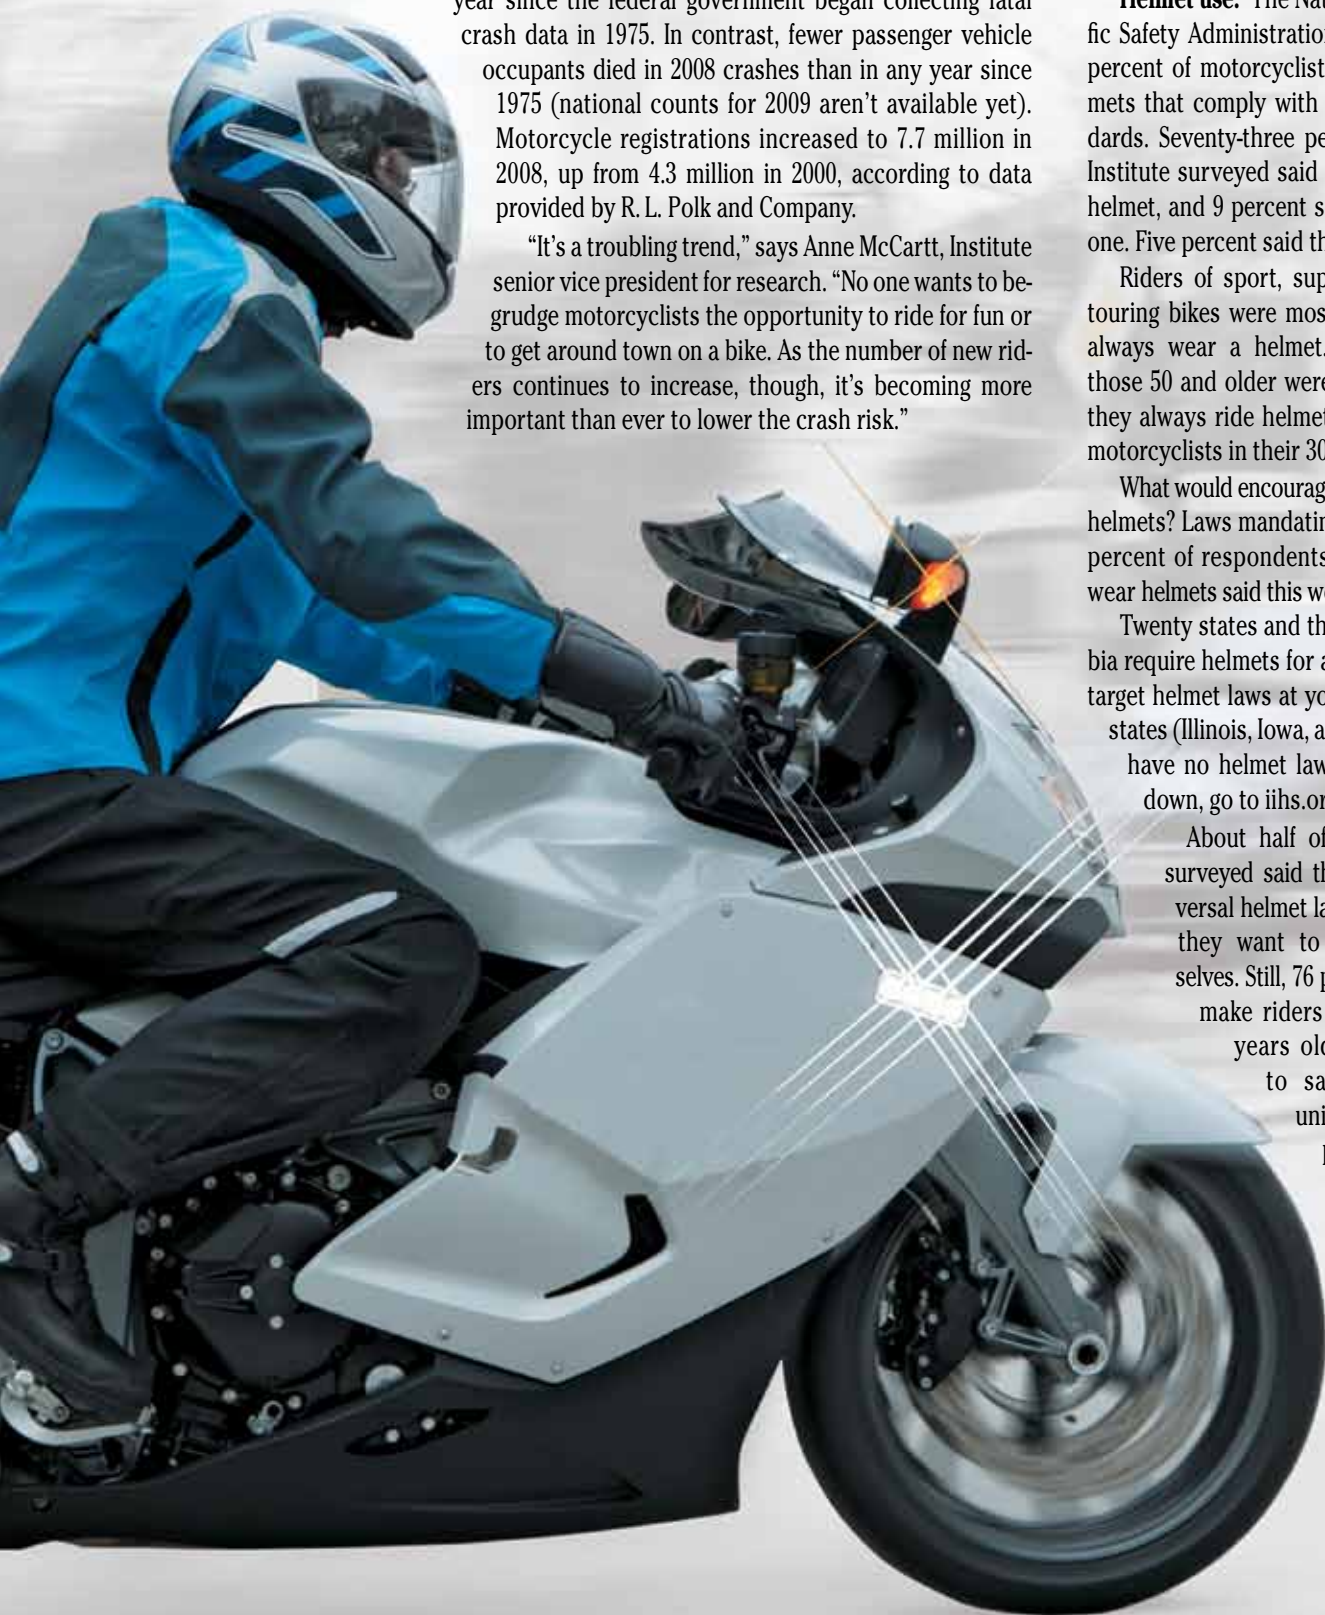 year since the federal government began collecting fatal
crash data in 1975. In contrast, fewer passenger vehicle
occupants died in 2008 crashes than in any year since
1975 (national counts for 2009 aren't available yet).
Motorcycle registrations increased to 7.7 million in
2008, up from 4.3 million in 2000, according to data
provided by R. L. Polk and Company.
“It's a troubling trend,” says Anne McCartt, Institute
senior vice president for research. “No one wants to be-
grudge motorcyclists the opportunity to ride for fun or
to get around town on a bike. As the number of new rid-
ers continues to increase, though, it's becoming more
important than ever to lower the crash risk.”
Helmet use: The Nat
fic Safety Administration
percent of motorcyclist
mets that comply with
dards. Seventy-three pe
Institute surveyed said
helmet, and 9 percent s
one. Five percent said th
Riders of sport, sup
touring bikes were mos
always wear a helmet.
those 50 and older were
they always ride helmet
motorcyclists in their 30
What would encourag
helmets? Laws mandatin
percent of respondents
wear helmets said this w
Twenty states and th
bia require helmets for a
target helmet laws at yo
states (Illinois, Iowa, a
have no helmet law
down, go to iihs.or
About half of
surveyed said th
versal helmet la
they want to
selves. Still, 76 p
make riders
years old
to sa
uni